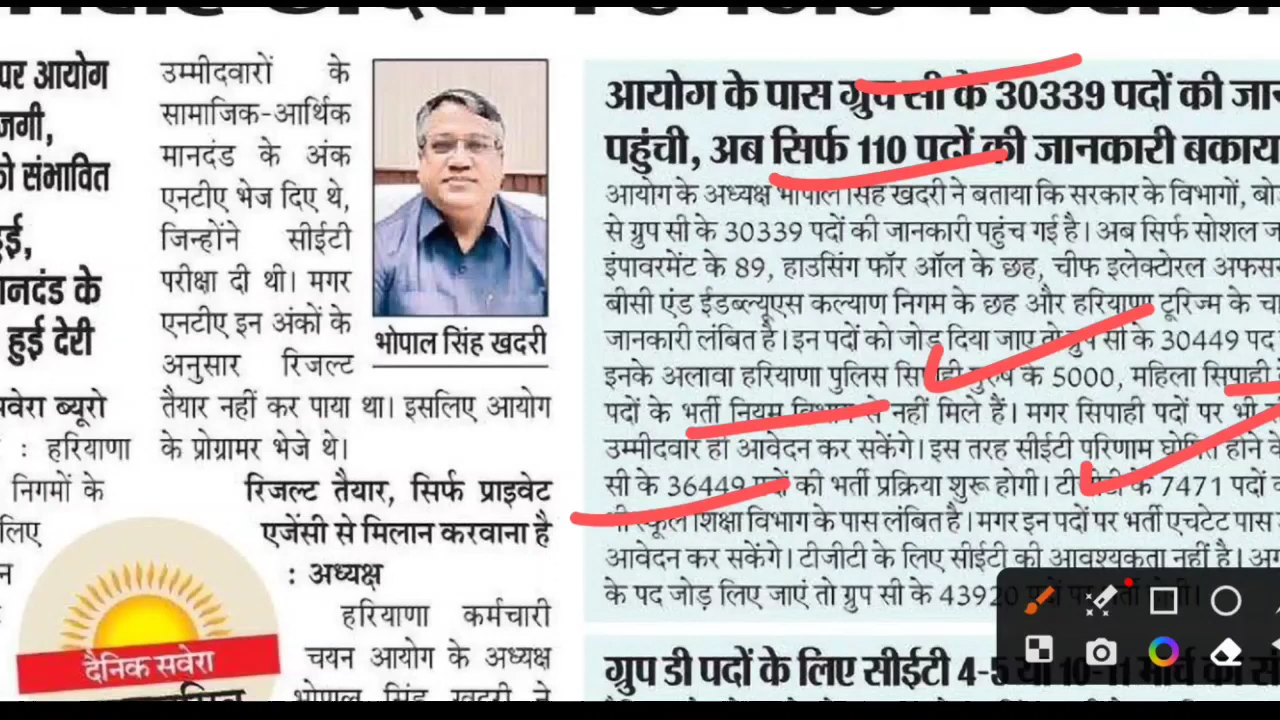 पर आयोग
जगी,
को संभावित
हुई,
मानदंड के
हुई देरी
सवेरा ब्यूरो
: हरियाणा
निगमों के
लिए
न
उम्मीदवारों के
सामाजिक-आर्थिक
मानदंड के अंक
एनटीए भेज दिए थे,
जिन्होंने सीईटी
परीक्षा दी थी। मगर
एनटीए इन अंकों के
अनुसार रिजल्ट
तैयार नहीं कर पाया था। इसलिए आयोग
के प्रोग्रामर भेजे थे।
भोपाल सिंह खदरी
रिजल्ट तैयार, सिर्फ प्राइवेट
एजेंसी से मिलान करवाना है
: अध्यक्ष
हरियाणा कर्मचारी
चयन आयोग के अध्यक्ष
भोपाल सिंह खदरी ने
दैनिक सवेरा
आयोग के पास ग्रुप सी के 30339 पदों की
पहुंची, अब सिर्फ 110 पदों की जानकारी बकाया
आयोग के अध्यक्ष भोपाल सिंह खदरी ने बताया कि सरकार के विभागों,
से ग्रुप सी के 30339 पदों की जानकारी पहुंच गई है। अब सिर्फ सोशल
इंपावरमेंट के 89, हाउसिंग फॉर ऑल के छह, चीफ इलेक्टोरल अफसर
बीसी एंड ईडब्ल्यूएस कल्याण निगम के छह और हरियाणा टूरिज्म के
जानकारी लंबित है। इन पदों को जोड़ दिया जाए तो ग्रुप सी के 30449 पद
इनके अलावा हरियाणा पुलिस सिपाही पुरुष के 5000, महिला सिपाही
पदों के भर्ती नियम विभाग से नहीं मिले हैं। मगर सिपाही पदों पर भी
उम्मीदवार ही आवेदन कर सकेंगे। इस तरह सीईटी परिणाम घोषित होने के
सी के 36449 पदों की भर्ती प्रक्रिया शुरू होगी। टीजीटी के 7471 पदों
भी स्कूल शिक्षा विभाग के पास लंबित है। मगर इन पदों पर भर्ती एचटेट पास
आवेदन कर सकेंगे। टीजीटी के लिए सीईटी की आवश्यकता नहीं है।
के पद जोड़ लिए जाएं तो ग्रुप सी के 43920 पदों पर भर्ती होगी।
ग्रुप डी पदों के लिए सीईटी 4-5 या 10-11 मार्च को